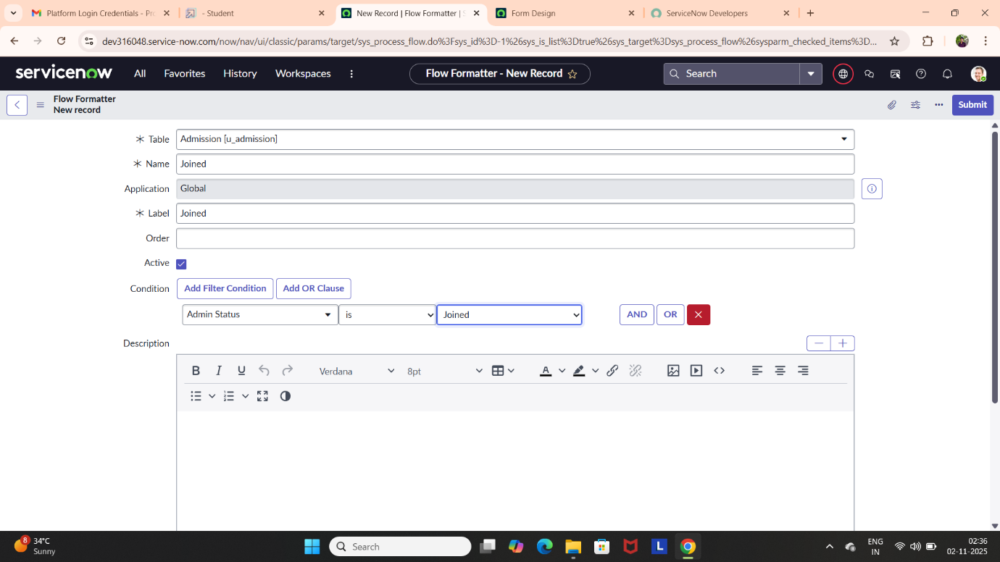 Platform Login Credentials - Pro
- Student
New Record | Flow Formatter | S
Form Design
ServiceNow Developers
dev316048.service-now.com/now/nav/ui/classic/params/target/sys_process_flow.do%3Fsys_id%3D-1%26sys_is_list%3Dtrue%26sys_target%3Dsys_process_flow%26sysparm_checked_items%3D...
servicenow
All
Favorites
History
Workspaces
Flow Formatter - New Record
Search
Flow Formatter
New record
Submit
Table
Admission [u_admission]
Name
Joined
Application
Global
Label
Joined
Order
Active
Condition
Add Filter Condition
Add OR Clause
Admin Status
is
Joined
AND
OR
Description
B
I
U
Verdana
8pt
A
8
34°C
Sunny
Search
L
ENG
IN
02:36
02-11-2025